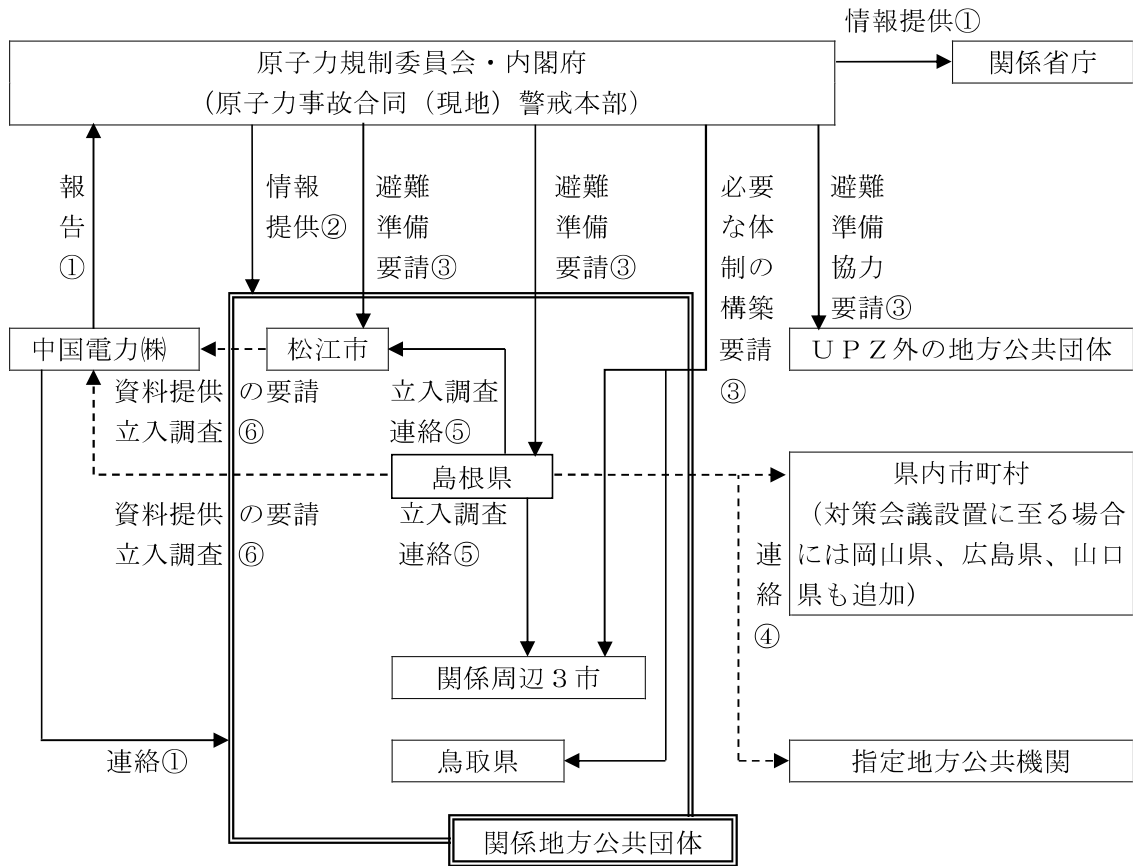 情報提供①
原子力規制委員会・内閣府
(原子力事故合同（現地）警戒本部)
関係省庁
報告①
情報
提供②
避難
準備
要請③
避難
準備
要請③
必要な体制の構築要請③
避難
準備
協力
要請③
中国電力㈱
松江市
ＵＰＺ外の地方公共団体
資料提供の要請
立入調査⑥
立入調査
連絡⑤
島根県
資料提供の要請
立入調査⑥
立入調査
連絡⑤
県内市町村
（対策会議設置に至る場合
には岡山県、広島県、山口
県も追加）
連絡④
関係周辺３市
連絡①
鳥取県
指定地方公共機関
関係地方公共団体